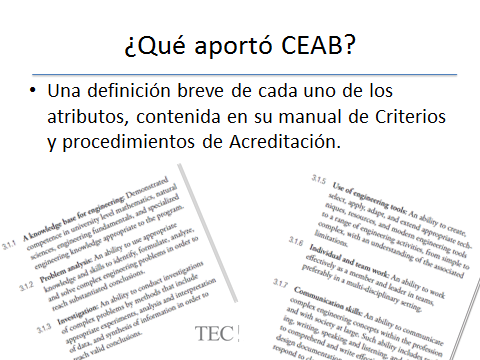 ¿Qué aportó CEAB?
• Una definición breve de cada uno de los
atributos, contenida en su manual de Criterios
y procedimientos de Acreditación.
3.1.1 A knowledge base for engineering: Demonstrated
competence in university level mathematics, natural
sciences, engineering fundamentals, and specialized
engineering knowledge appropriate to the program.
3.1.2 Problem analysis: An ability to use appropriate
knowledge and skills to identify, formulate, analyze,
and solve complex engineering problems in order to
reach substantiated conclusions.
3.1.3 Investigation: An ability to conduct investigations
of complex problems by methods that include
appropriate experiments, analysis and interpretation
of data, and synthesis of information in order to
reach valid conclusions.
TEC
3.1.5 Use of engineering tools: An ability to create,
select, apply, adapt, and extend appropriate tech-
niques, resources, and modern engineering tools
to a range of engineering activities, from simple to
complex, with an understanding of the associated
limitations.
3.1.6 Individual and team work: An ability to work
effectively as a member and leader in teams,
preferably in a multi-disciplinary setting.
3.1.7 Communication skills: An ability to communicate
complex engineering concepts within the profession
and with society at large. Such ability includes
ing, writing, speaking and listening, and
to comprehend and
design documentation
respond to